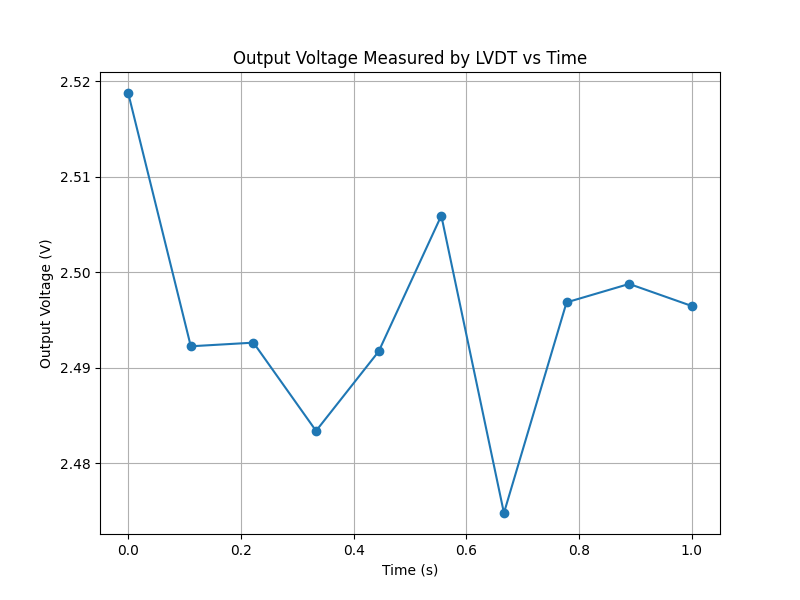 Output Voltage Measured by LVDT vs Time
2.52
2.51
2.50
2.49
2.48
Output Voltage (V)
0.0 0.2 0.4 0.6 0.8 1.0
Time (s)